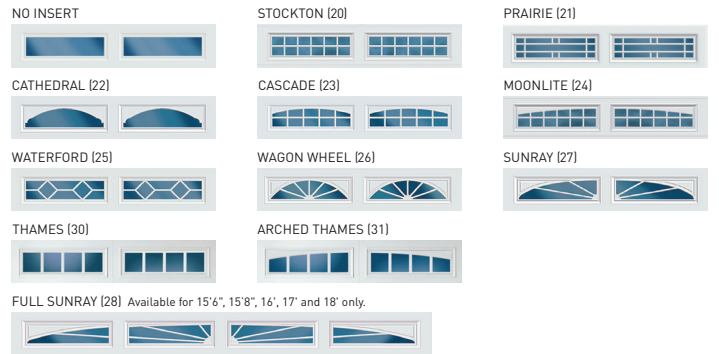 NO INSERT
STOCKTON (20)
PRAIRIE (21)
CATHEDRAL (22)
CASCADE (23)
MOONLITE (24)
WATERFORD (25)
WAGON WHEEL (26)
SUNRAY (27)
THAMES (30)
ARCHED THAMES (31)
FULL SUNRAY (28) Available for 15'6", 15'8", 16', 17' and 18' only.